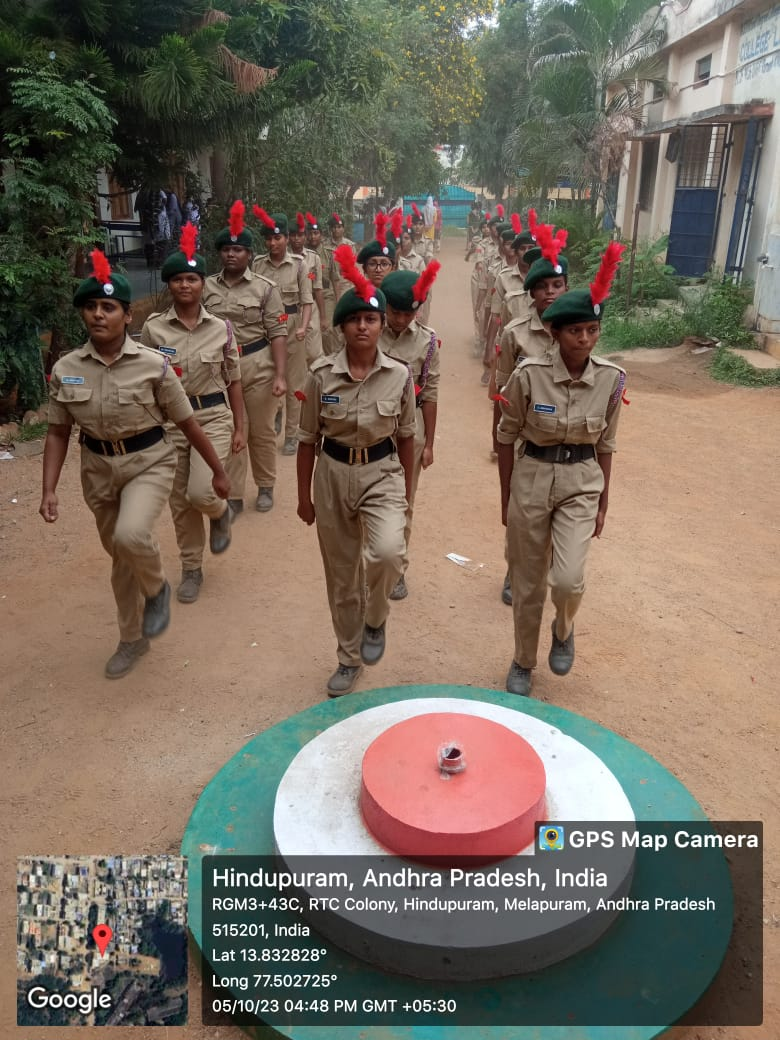 COLLEGE
GPS Map Camera
Hindupuram, Andhra Pradesh, India
RGM3+43C, RTC Colony, Hindupuram, Melapuram, Andhra Pradesh
515201, India
Lat 13.832828°
Long 77.502725°
05/10/23 04:48 PM GMT +05:30
Google